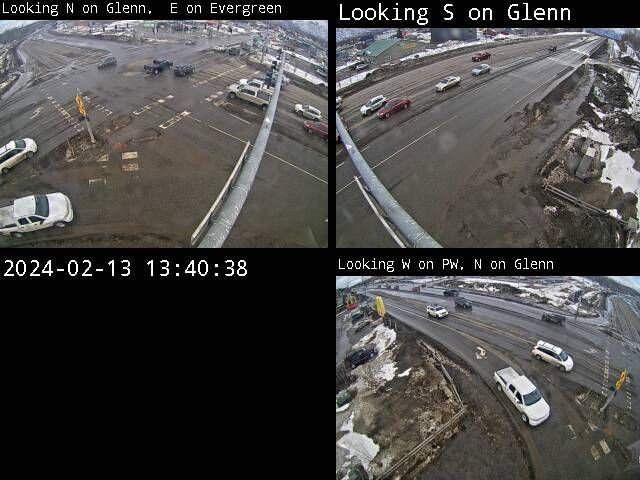 Looking N on Glenn, E on Evergreen
Looking S on Glenn
2024-02-13 13:40:38
Looking W on PW, N on Glenn